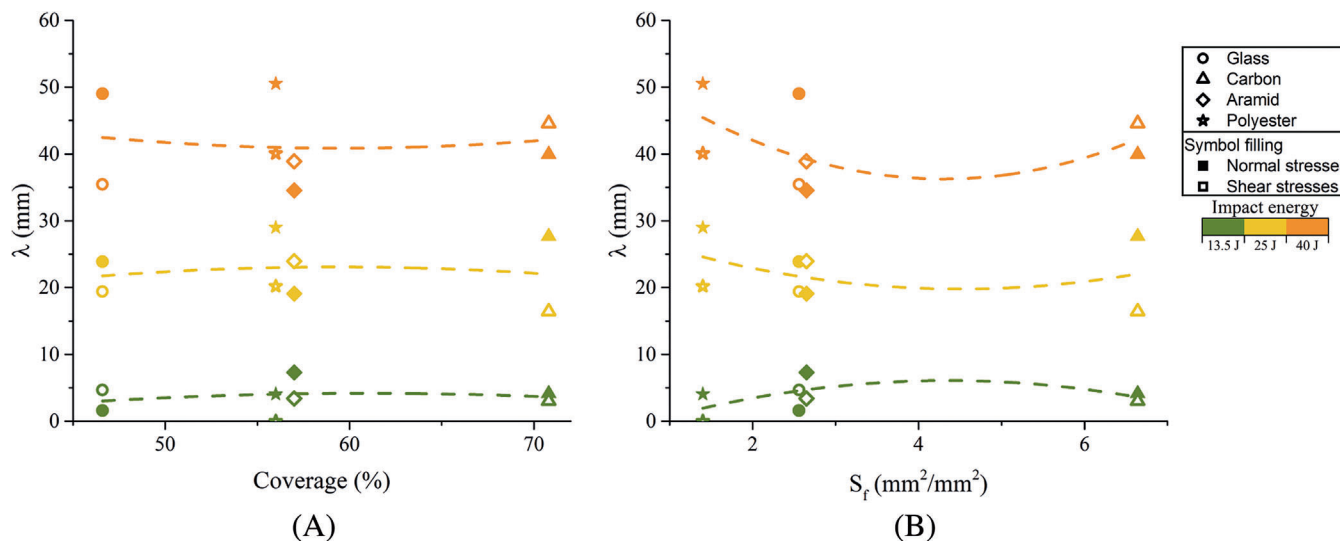 60
50
40
30
20
10
0
λ (mm)
50
60
70
Coverage (%)
(A)
60
50
40
30
20
10
0
λ (mm)
2
4
6
S_f (mm²/mm²)
(B)
Glass
Carbon
Aramid
Polyester
Symbol filling
Normal stresse
Shear stresses
Impact energy
13.5 J 25 J 40 J